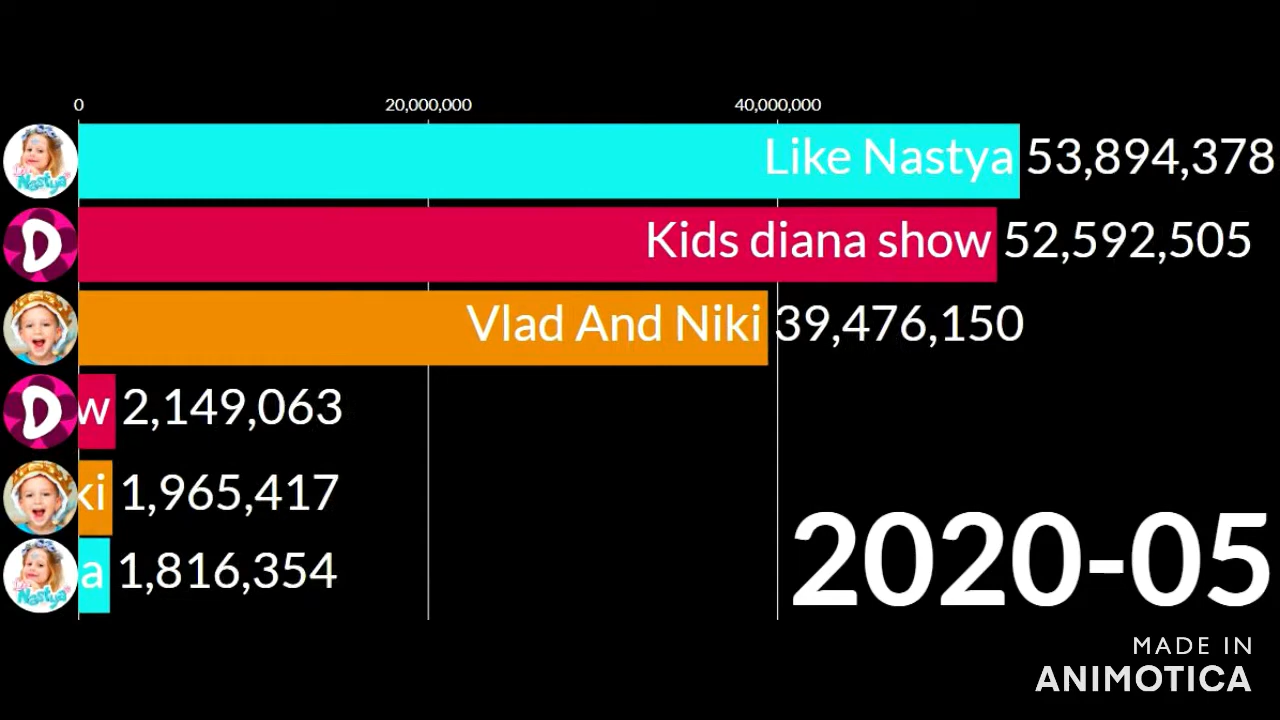 0 20,000,000 40,000,000
Like Nastya 53,894,378
Kids diana show 52,592,505
Vlad And Niki 39,476,150
D
w 2,149,063
ki 1,965,417
a 1,816,354
Nastya
2020-05
MADE IN
ANIMOTICA